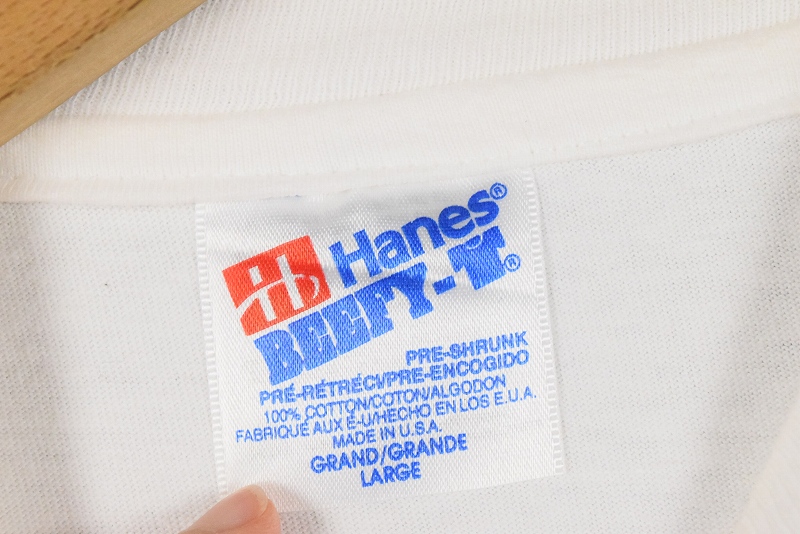 Hanes®
BEEFY-T®
PRE-SHRUNK
PRÉ-RÉTRÉCI/PRE-ENCOGIDO
100% COTTON/COTON/ALGODON
FABRIQUÉ AUX É-U/HECHO EN LOS E.U.A.
MADE IN U.S.A.
GRAND/GRANDE
LARGE